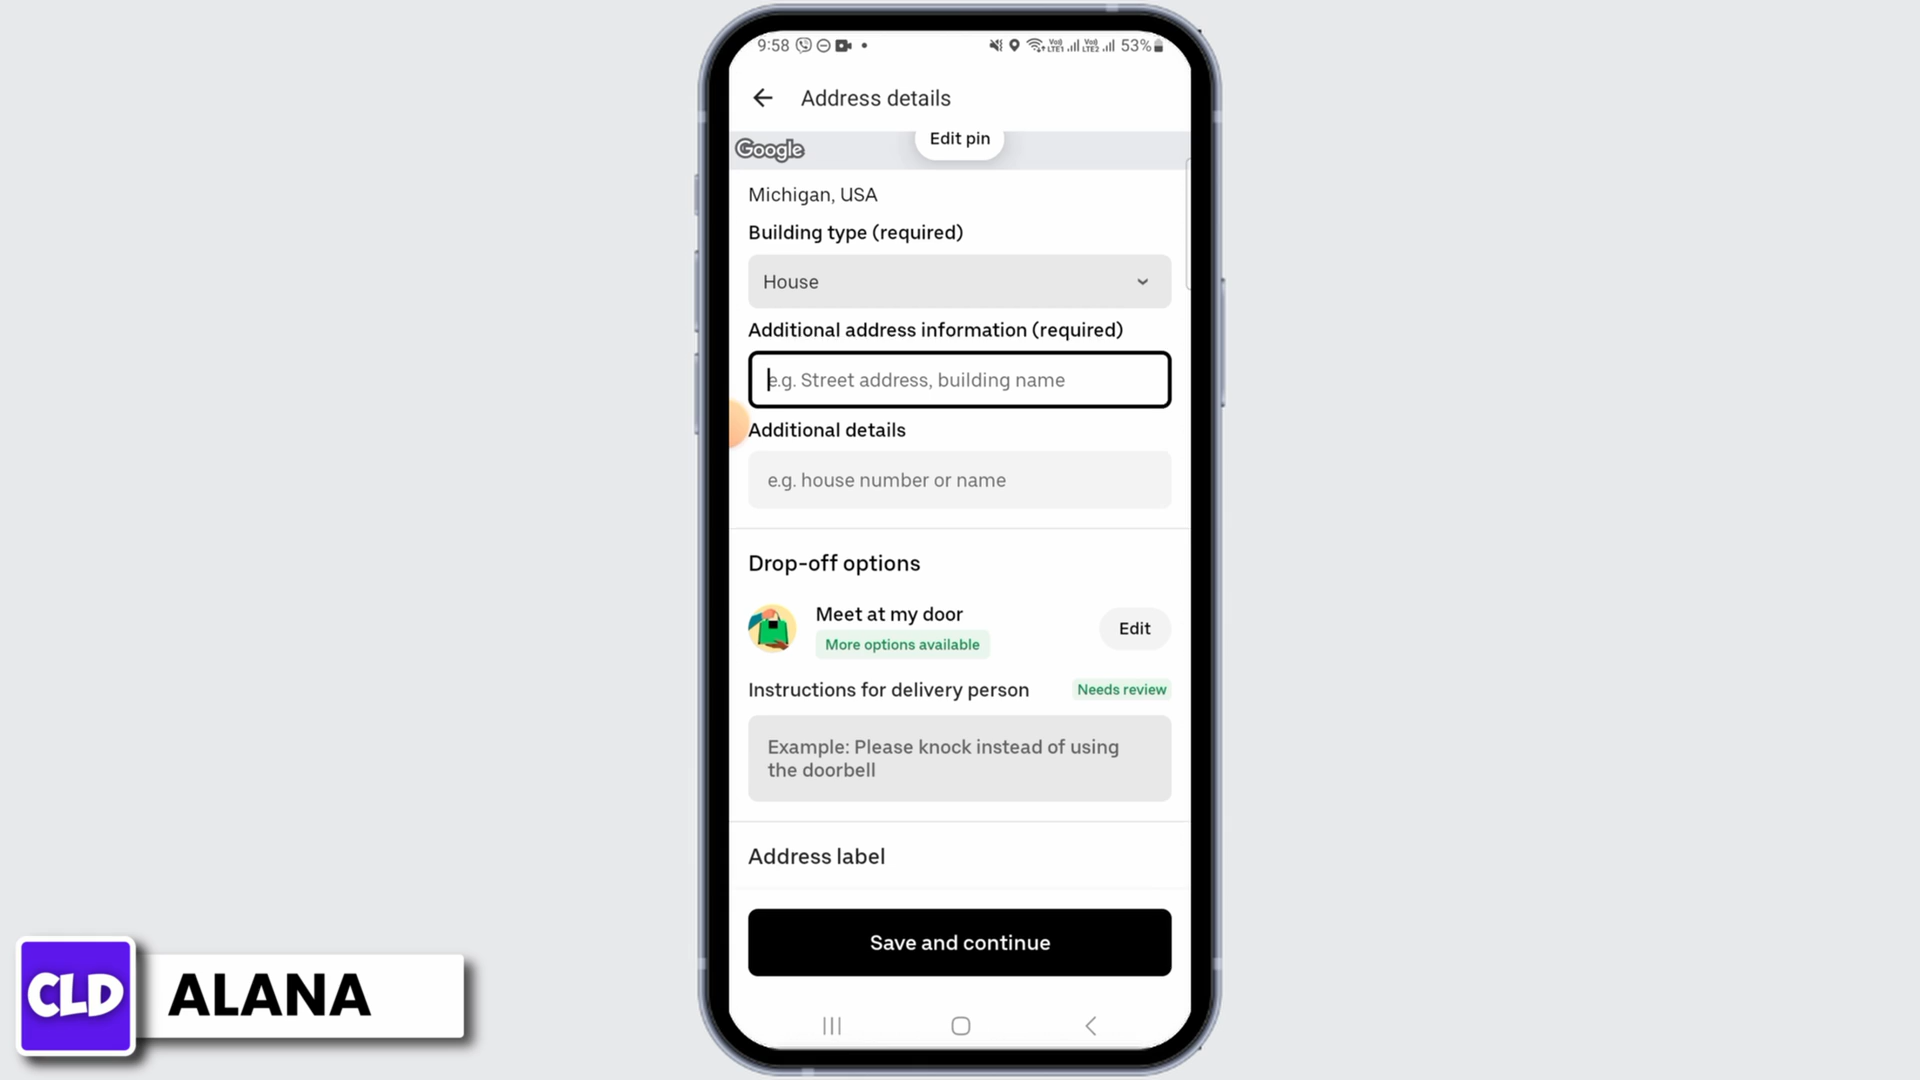 9:58
53%
Address details
Edit pin
Google
Michigan, USA
Building type (required)
House
Additional address information (required)
e.g. Street address, building name
Additional details
e.g. house number or name
Drop-off options
Meet at my door
More options available
Edit
Instructions for delivery person
Needs review
Example: Please knock instead of using
the doorbell
Address label
Save and continue
CLD
ALANA